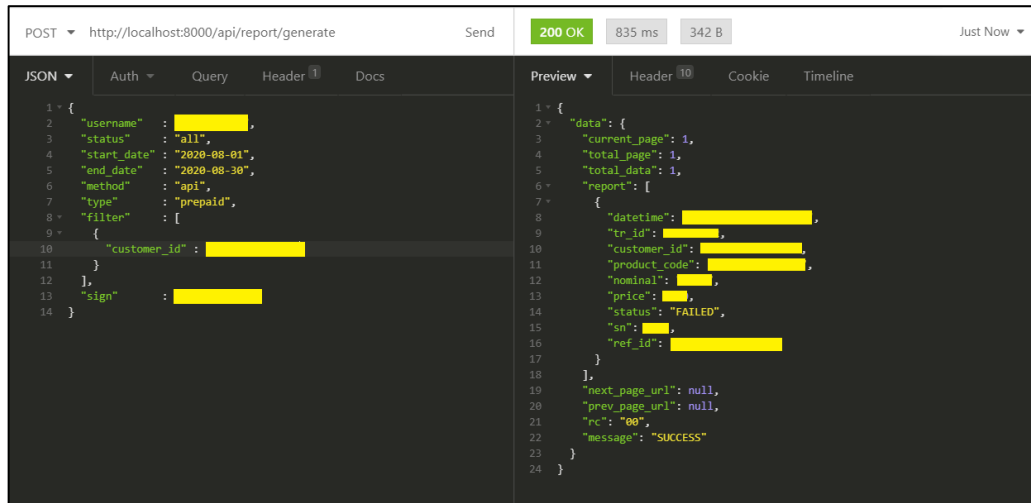 POST http://localhost:8000/api/report/generate Send
JSON Auth Query Header 1 Docs
1 {
2 "username" : ,
3 "status" : "all",
4 "start_date" : "2020-08-01",
5 "end_date" : "2020-08-30",
6 "method" : "api",
7 "type" : "prepaid",
8 "filter" : [
9 {
10 "customer_id" :
11 }
12 ],
13 "sign" :
14 }
200 OK 835 ms 342 B Just Now
Preview Header 10 Cookie Timeline
1 {
2 "data": {
3 "current_page": 1,
4 "total_page": 1,
5 "total_data": 1,
6 "report": [
7 {
8 "datetime": ,
9 "tr_id": ,
10 "customer_id": ,
11 "product_code": ,
12 "nominal": ,
13 "price": ,
14 "status": "FAILED",
15 "sn": ,
16 "ref_id":
17 }
18 ],
19 "next_page_url": null,
20 "prev_page_url": null,
21 "rc": "00",
22 "message": "SUCCESS"
23 }
24 }